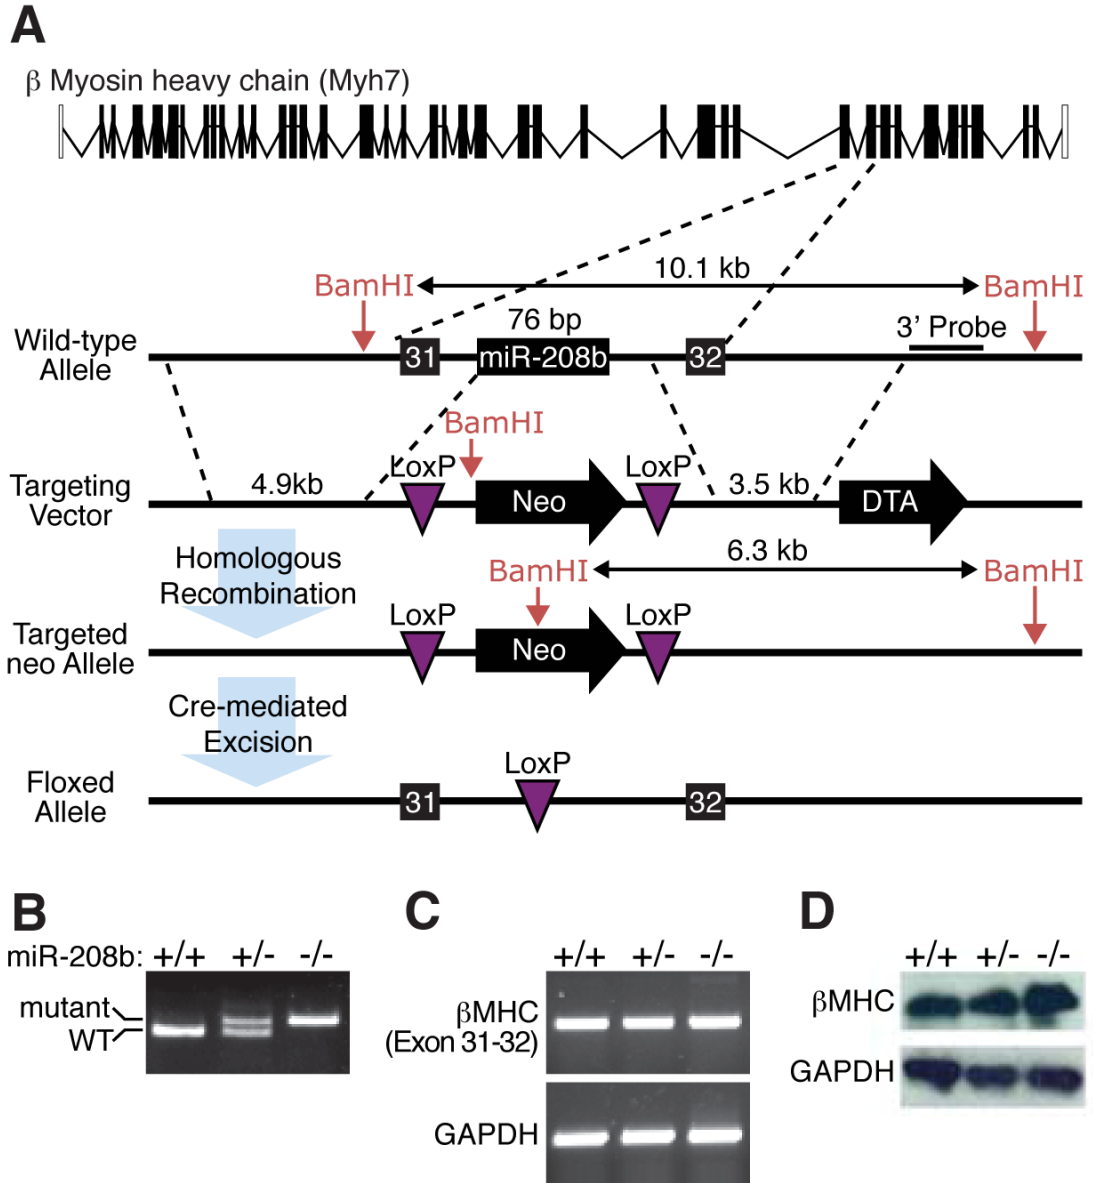 A
β Myosin heavy chain (Myh7)
10.1 kb
BamHI
BamHI
76 bp
3’ Probe
Wild-type
Allele
31
miR-208b
32
BamHI
LoxP
LoxP
Targeting
Vector
4.9kb
Neo
3.5 kb
DTA
Homologous
Recombination
6.3 kb
BamHI
BamHI
LoxP
LoxP
Targeted
neo Allele
Neo
Cre-mediated
Excision
LoxP
Floxed
Allele
31
32
B
miR-208b: +/+ +/- -/-
mutant
WT
C
+/+ +/- -/-
βMHC
(Exon 31-32)
GAPDH
D
+/+ +/- -/-
βMHC
GAPDH